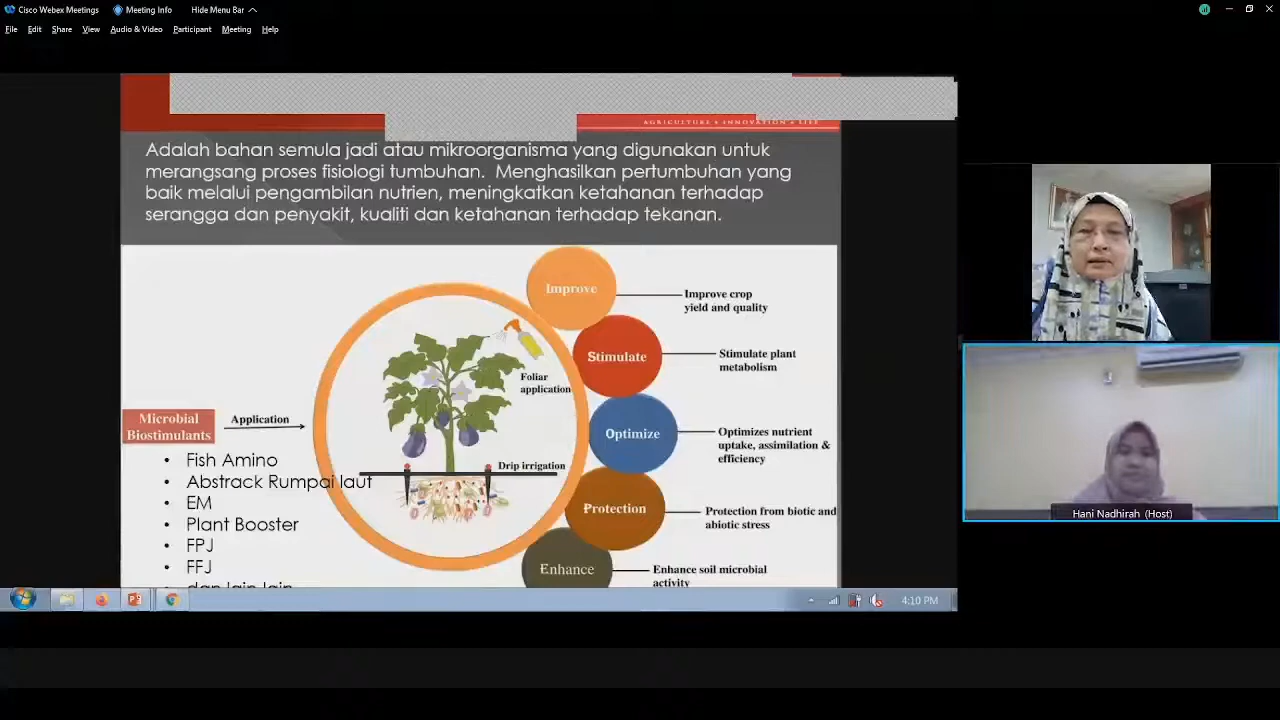 Cisco Webex Meetings
Meeting Info
Hide Menu Bar
File Edit Share View Audio & Video Participant Meeting Help
AGRICULTURE • INNOVATION • LIFE
Adalah bahan semula jadi atau mikroorganisma yang digunakan untuk
merangsang proses fisiologi tumbuhan. Menghasilkan pertumbuhan yang
baik melalui pengambilan nutrien, meningkatkan ketahanan terhadap
serangga dan penyakit, kualiti dan ketahanan terhadap tekanan.
Improve
Improve crop
yield and quality
Stimulate
Stimulate plant
metabolism
Foliar
application
Microbial
Biostimulants
Application
Optimize
Optimizes nutrient
uptake, assimilation &
efficiency
Drip irrigation
• Fish Amino
• Abstrack Rumpai laut
• EM
• Plant Booster
• FPJ
• FFJ
dan lain lain
Protection
Protection from biotic and
abiotic stress
Enhance
Enhance soil microbial
activity
Hani Nadhirah (Host)
4:10 PM